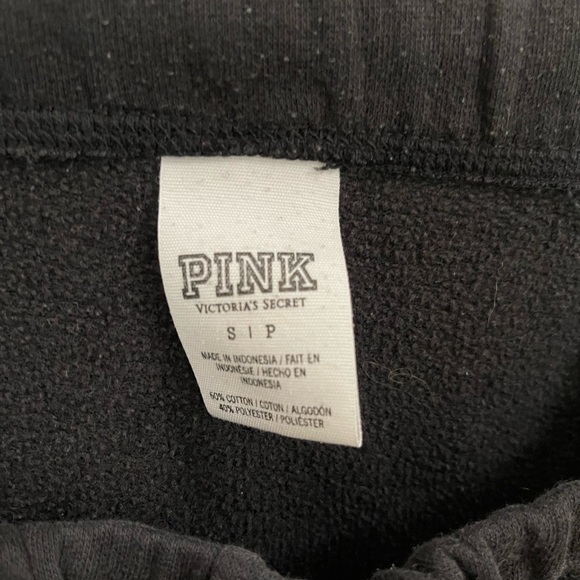 PINK
VICTORIA'S SECRET
S | P
MADE IN INDONESIA / FAIT EN
INDONÉSIE / HECHO EN
INDONESIA
60% COTTON / COTON / ALGODÓN
40% POLYESTER / POLIÉSTER